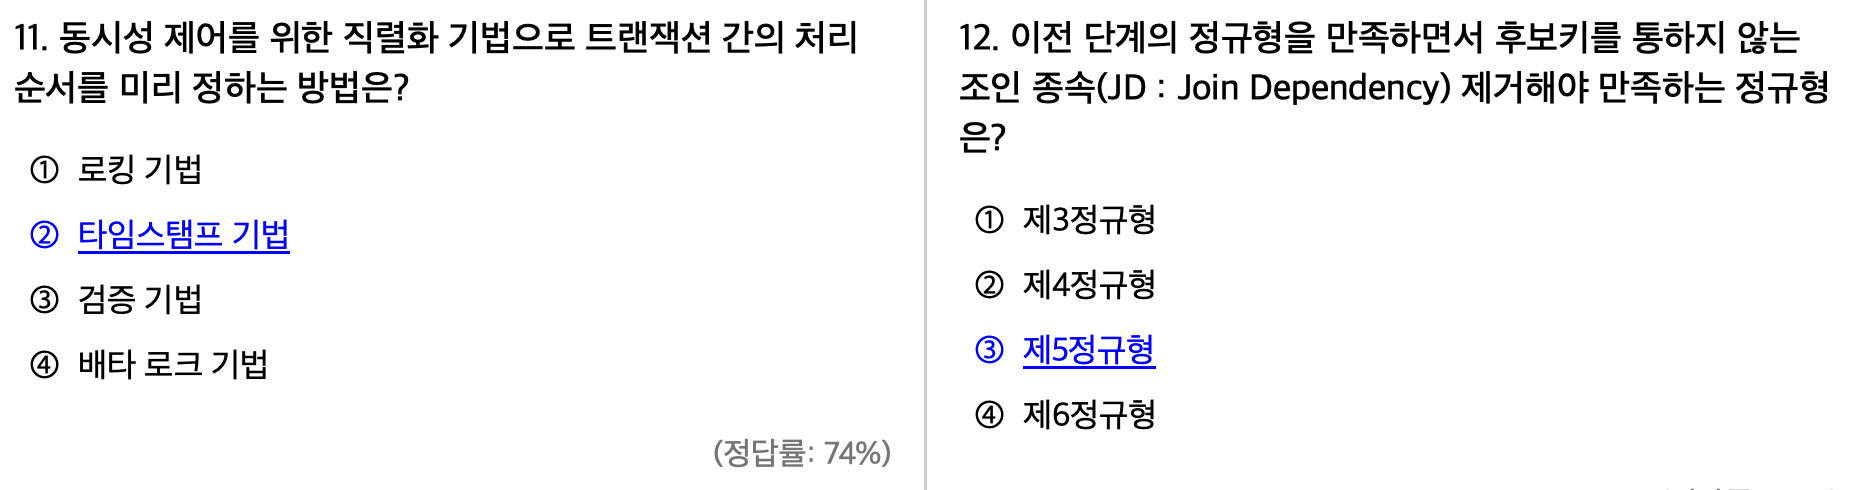 11. 동시성 제어를 위한 직렬화 기법으로 트랜잭션 간의 처리
순서를 미리 정하는 방법은?
① 로킹 기법
② 타임스탬프 기법
③ 검증 기법
④ 배타 로크 기법
(정답률: 74%)
12. 이전 단계의 정규형을 만족하면서 후보키를 통하지 않는
조인 종속(JD : Join Dependency) 제거해야 만족하는 정규형
은?
① 제3정규형
② 제4정규형
③ 제5정규형
④ 제6정규형